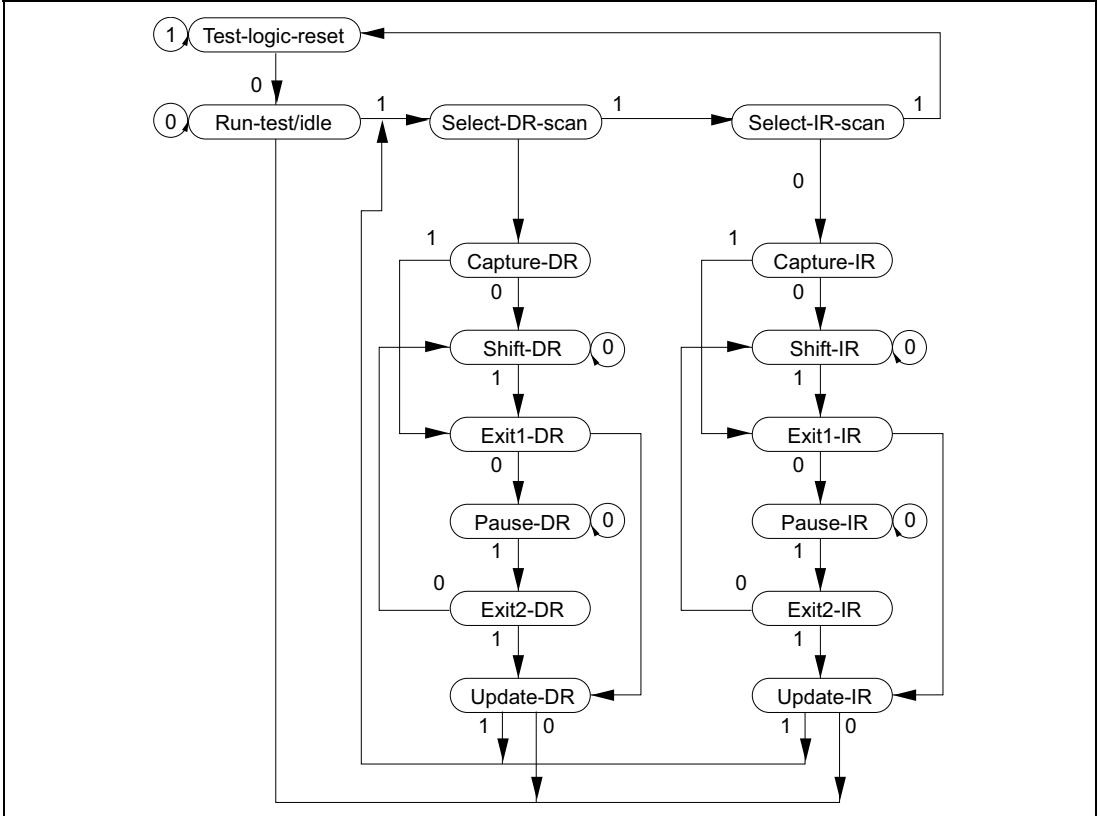 1 Test-logic-reset
0
0 Run-test/idle 1 Select-DR-scan 1 Select-IR-scan 1
0
1 1
Capture-DR Capture-IR
0 0
Shift-DR 0 Shift-IR 0
1 1
Exit1-DR Exit1-IR
0 0
Pause-DR 0 Pause-IR 0
1 1
0 0
Exit2-DR Exit2-IR
1 1
Update-DR Update-IR
1 0 1 0